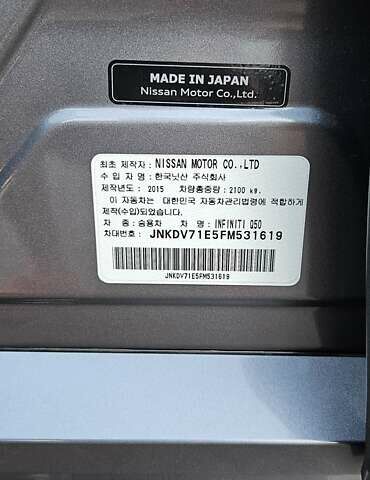 MADE IN JAPAN
Nissan Motor Co.,Ltd.
최초 제작자: NISSAN MOTOR CO.,LTD
수 입 자: 한국닛산 주식회사
제작년도: 2015 차량총중량: 2100 kg.
이 자동차는 대한민국 자동차관리법령에 적합하게
제작(수입)되었습니다.
차 종: 승용차 차 명: INFINITI Q50
차대번호: JNKDV71E5FM531619
JNKDV71E5FM531619